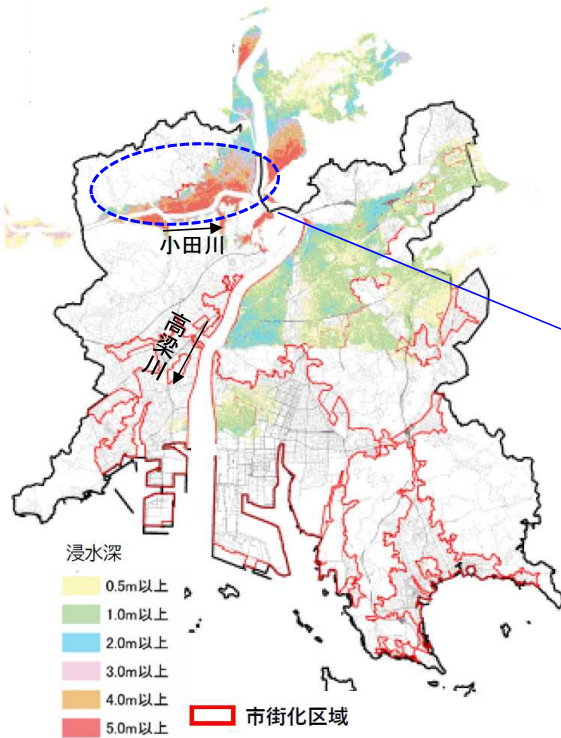 小田川
高梁川
浸水深
0.5m以上
1.0m以上
2.0m以上
3.0m以上
4.0m以上
5.0m以上
市街化区域